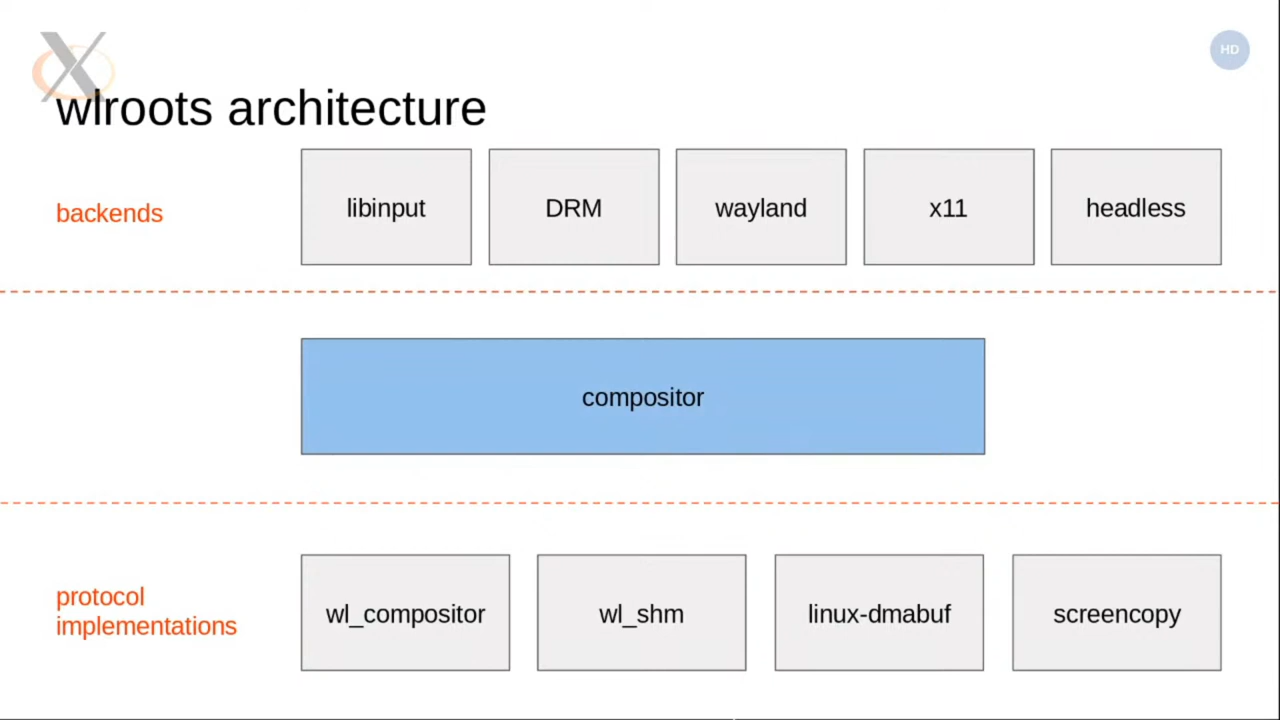 X
HD
wlroots architecture
backends
libinput
DRM
wayland
x11
headless
compositor
protocol
implementations
wl_compositor
wl_shm
linux-dmabuf
screencopy